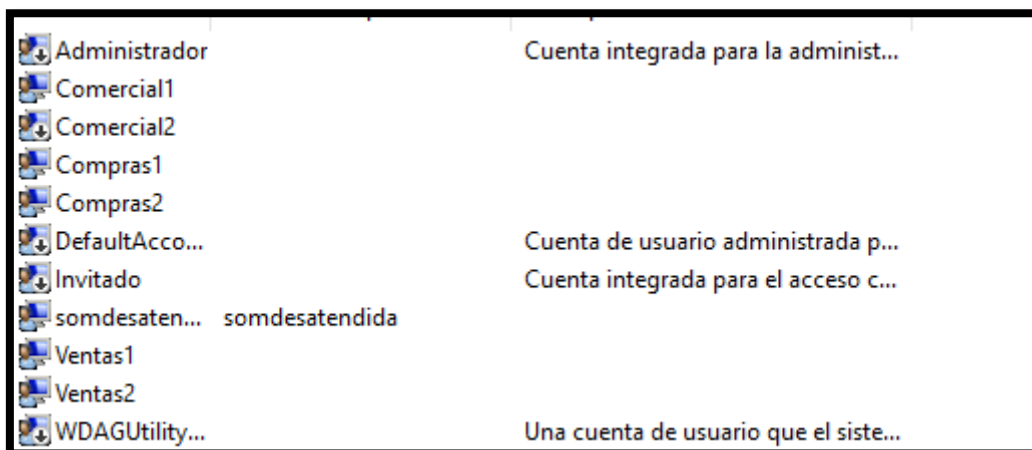 Administrador Cuenta integrada para la administ...
Comercial1
Comercial2
Compras1
Compras2
DefaultAcco... Cuenta de usuario administrada p...
Invitado Cuenta integrada para el acceso c...
somdesaten... somdesatendida
Ventas1
Ventas2
WDAGUtility... Una cuenta de usuario que el siste...